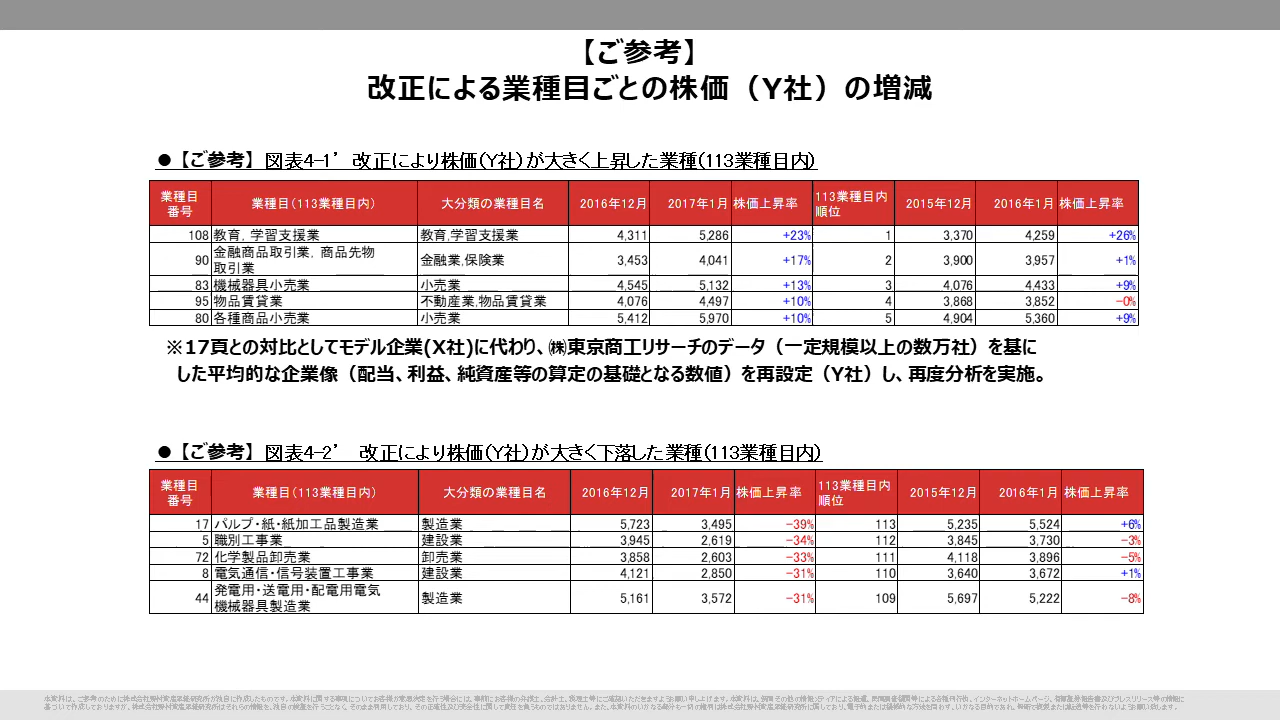 【ご参考】
改正による業種目ごとの株価（Y社）の増減
●【ご参考】図表4-1’ 改正により株価(Y社)が大きく上昇した業種(113業種目内)
業種目番号 業種目(113業種目内) 大分類の業種目名 2016年12月 2017年1月 株価上昇率 113業種目内順位 2015年12月 2016年1月 株価上昇率
108 教育，学習支援業 教育,学習支援業 4,311 5,286 +23% 1 3,370 4,259 +26%
90 金融商品取引業，商品先物取引業 金融業,保険業 3,453 4,041 +17% 2 3,900 3,957 +1%
83 機械器具小売業 小売業 4,545 5,132 +13% 3 4,076 4,433 +9%
95 物品賃貸業 不動産業,物品賃貸業 4,076 4,497 +10% 4 3,868 3,852 -0%
80 各種商品小売業 小売業 5,412 5,970 +10% 5 4,904 5,360 +9%
※17頁との対比としてモデル企業(X社)に代わり、㈱東京商工リサーチのデータ（一定規模以上の数万社）を基に
した平均的な企業像（配当、利益、純資産等の算定の基礎となる数値）を再設定（Y社）し、再度分析を実施。
●【ご参考】図表4-2’ 改正により株価(Y社)が大きく下落した業種(113業種目内)
業種目番号 業種目(113業種目内) 大分類の業種目名 2016年12月 2017年1月 株価上昇率 113業種目内順位 2015年12月 2016年1月 株価上昇率
17 パルプ・紙・紙加工品製造業 製造業 5,723 3,495 -39% 113 5,235 5,524 +6%
5 職別工事業 建設業 3,945 2,619 -34% 112 3,845 3,730 -3%
72 化学製品卸売業 卸売業 3,858 2,603 -33% 111 4,118 3,896 -5%
8 電気通信・信号装置工事業 建設業 4,121 2,850 -31% 110 3,640 3,672 +1%
44 発電用・送電用・配電用電気機械器具製造業 製造業 5,161 3,572 -31% 109 5,697 5,222 -8%